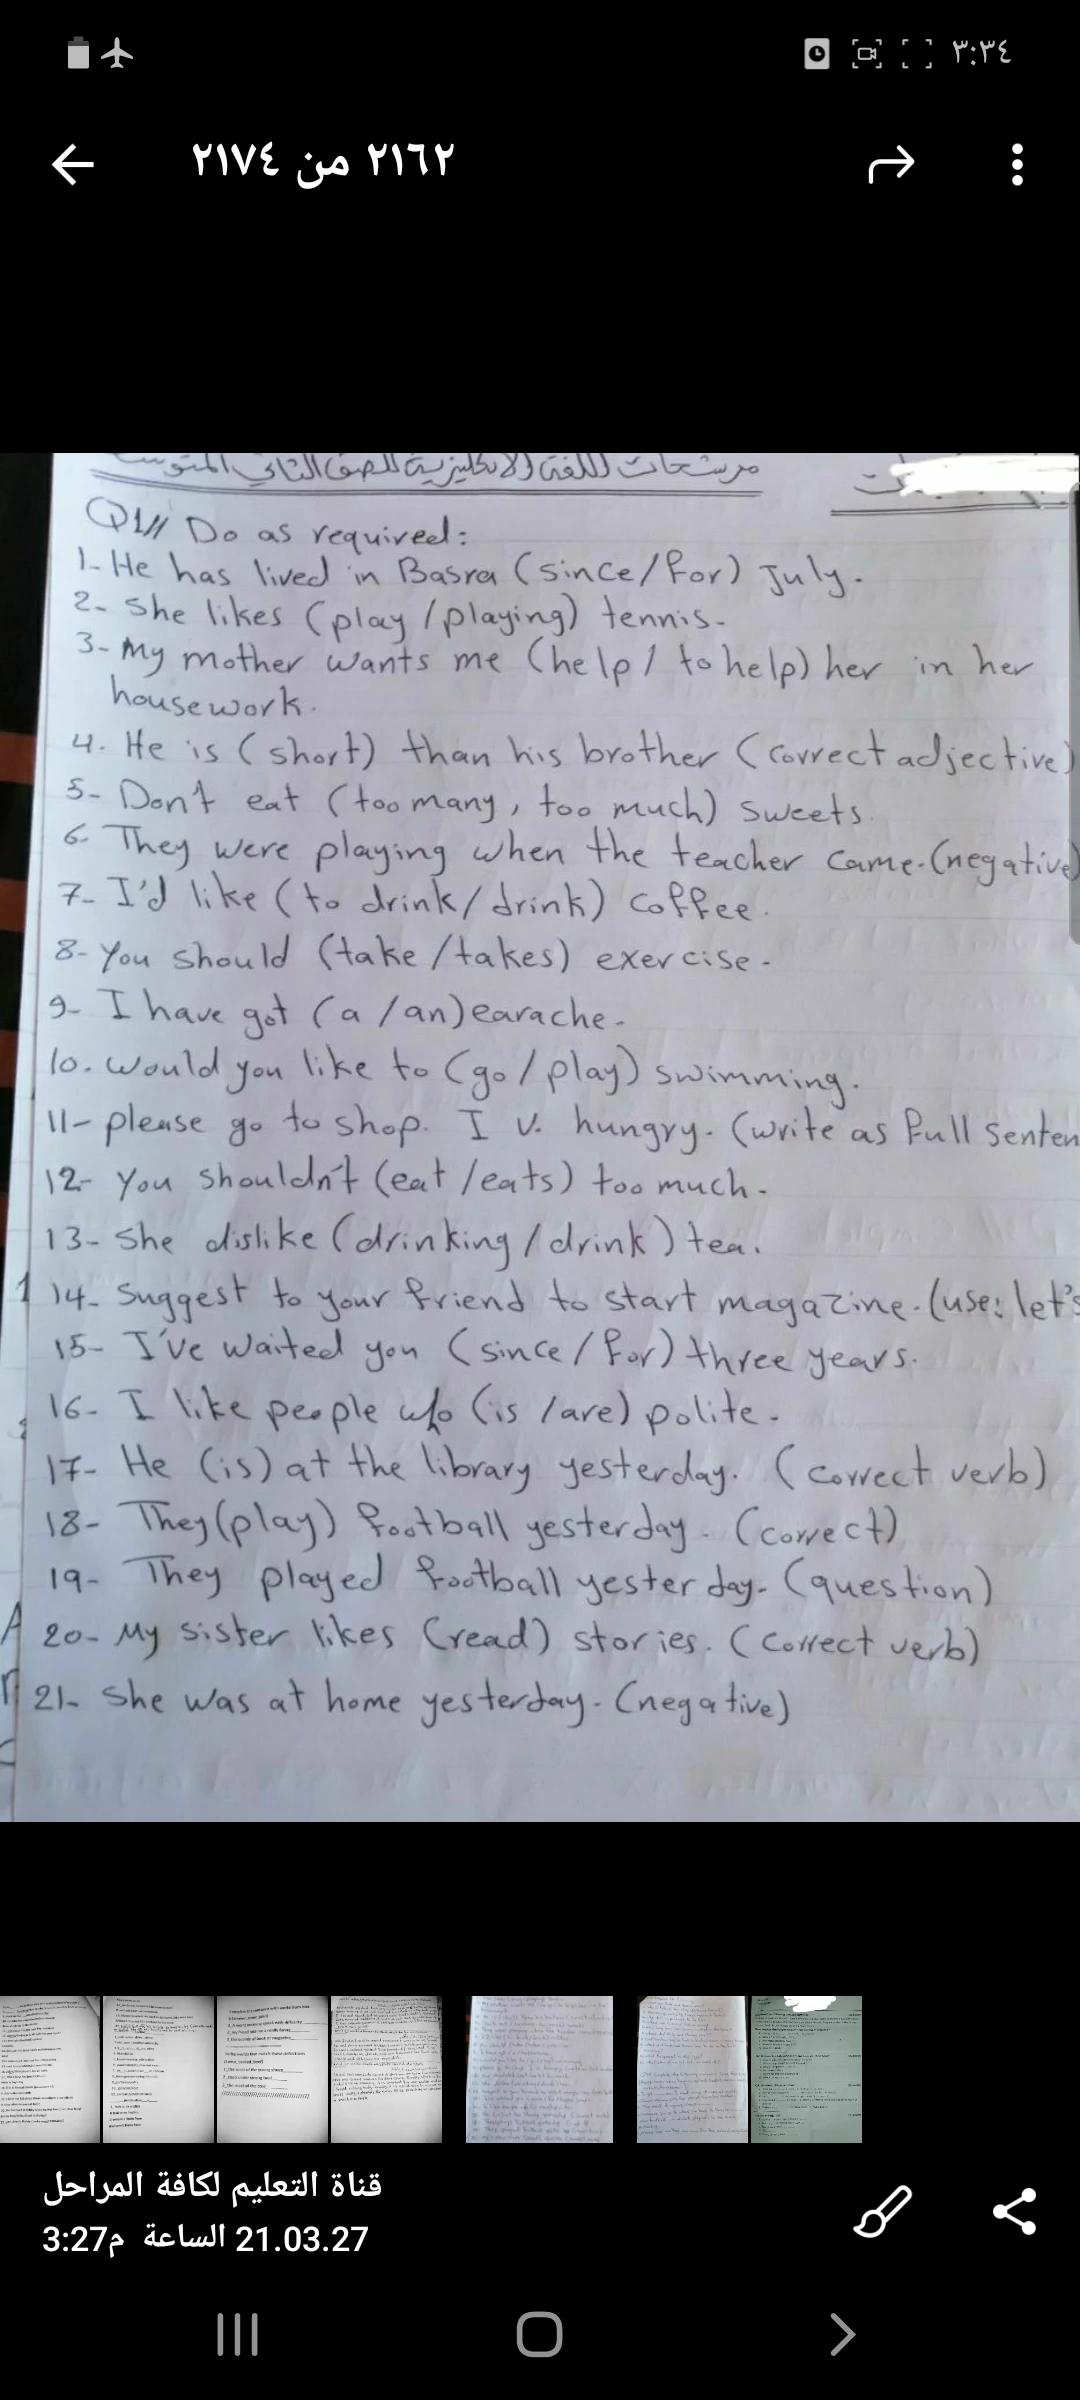 ٣:٣٤
٢١٦٢ من ٢١٧٤
مرشحات للغة الانكليزية للصف الثاني
Q1// Do as required:
1- He has lived in Basra (since/for) July.
2- She likes (play/playing) tennis.
3- My mother wants me (help/ to help) her in her
housework.
4. He is (short) than his brother (correct adjective)
5- Don't eat (too many, too much) sweets.
6- They were playing when the teacher came. (negative)
7- I'd like (to drink/drink) coffee.
8- You should (take/takes) exercise.
9- I have got (a/an) earache.
10. Would you like to (go/play) swimming.
11- please go to shop. I v. hungry. (write as full senten
12- You shouldn't (eat/eats) too much.
13- She dislike (drinking/drink) tea.
14- Suggest to your friend to start magazine. (use: let's
15- I've waited you (since/for) three years.
16- I like people who (is/are) polite.
17- He (is) at the library yesterday. (correct verb)
18- They (play) football yesterday. (correct)
19- They played football yesterday. (question)
20- My sister likes (read) stories. (correct verb)
21- She was at home yesterday. (negative)
قناة التعليم لكافة المراحل
21.03.27 الساعة 3:27م